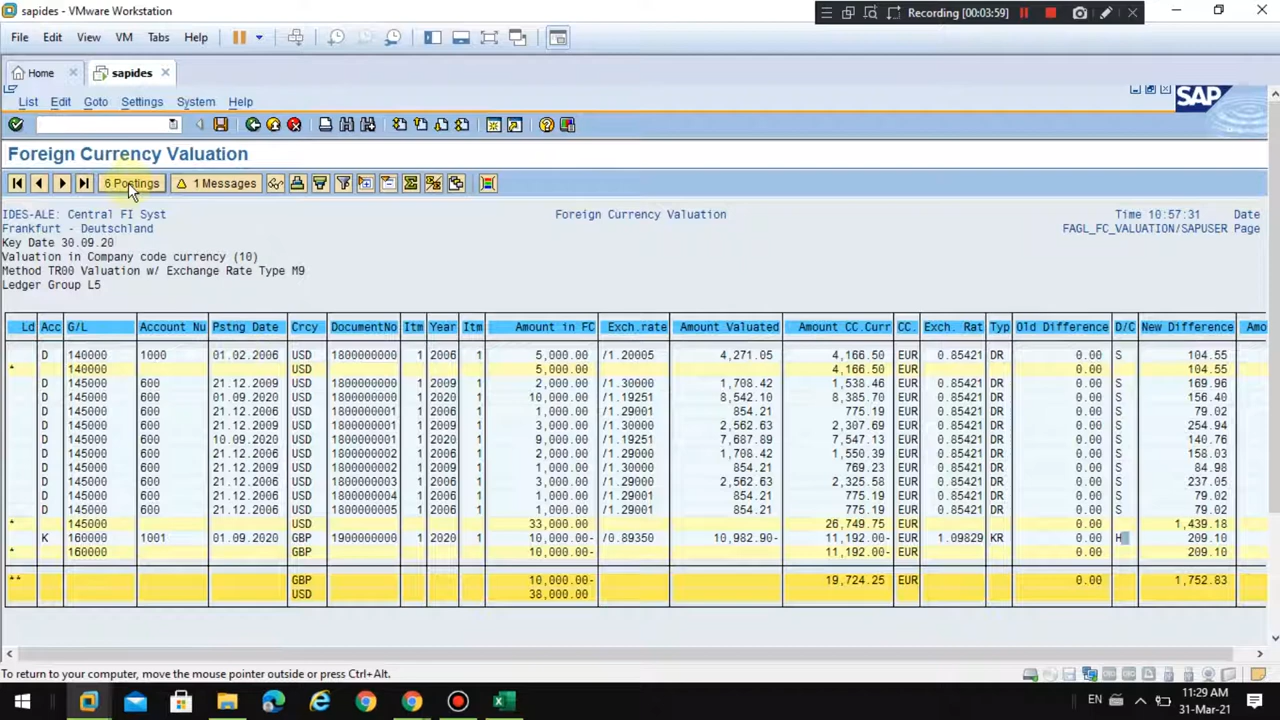 sapides - VMware Workstation
Recording [00:03:59]
File Edit View VM Tabs Help
Home sapides
List Edit Goto Settings System Help
SAP
Foreign Currency Valuation
6 Postings 1 Messages
IDES-ALE: Central FI Syst Foreign Currency Valuation Time 10:57:31 Date
Frankfurt - Deutschland FAGL_FC_VALUATION/SAPUSER Page
Key Date 30.09.20
Valuation in Company code currency (10)
Method TR00 Valuation w/ Exchange Rate Type M9
Ledger Group L5
Ld Acc G/L Account Nu Pstng Date Crcy DocumentNo Itm Year Itm Amount in FC Exch.rate Amount Valuated Amount CC.Curr CC. Exch. Rat Typ Old Difference D/C New Difference Amo
D 140000 1000 01.02.2006 USD 1800000000 1 2006 1 5,000.00 /1.20005 4,271.05 4,166.50 EUR 0.85421 DR 0.00 S 104.55
* 140000 USD 5,000.00 4,166.50 EUR 0.00 104.55
D 145000 600 21.12.2009 USD 1800000000 1 2009 1 2,000.00 /1.30000 1,708.42 1,538.46 EUR 0.85421 DR 0.00 S 169.96
D 145000 600 01.09.2020 USD 1800000000 1 2020 1 10,000.00 /1.19251 8,542.10 8,385.70 EUR 0.85421 DR 0.00 S 156.40
D 145000 600 21.12.2006 USD 1800000001 1 2006 1 1,000.00 /1.29001 854.21 775.19 EUR 0.85421 DR 0.00 S 79.02
D 145000 600 21.12.2009 USD 1800000001 1 2009 1 3,000.00 /1.30000 2,562.63 2,307.69 EUR 0.85421 DR 0.00 S 254.94
D 145000 600 10.09.2020 USD 1800000001 1 2020 1 9,000.00 /1.19251 7,687.89 7,547.13 EUR 0.85421 DR 0.00 S 140.76
D 145000 600 21.12.2006 USD 1800000002 1 2006 1 2,000.00 /1.29000 1,708.42 1,550.39 EUR 0.85421 DR 0.00 S 158.03
D 145000 600 21.12.2009 USD 1800000002 1 2009 1 1,000.00 /1.30000 854.21 769.23 EUR 0.85421 DR 0.00 S 84.98
D 145000 600 21.12.2006 USD 1800000003 1 2006 1 3,000.00 /1.29000 2,562.63 2,325.58 EUR 0.85421 DR 0.00 S 237.05
D 145000 600 21.12.2006 USD 1800000004 1 2006 1 1,000.00 /1.29001 854.21 775.19 EUR 0.85421 DR 0.00 S 79.02
D 145000 600 21.12.2006 USD 1800000005 1 2006 1 1,000.00 /1.29001 854.21 775.19 EUR 0.85421 DR 0.00 S 79.02
* 145000 USD 33,000.00 26,749.75 EUR 0.00 1,439.18
K 160000 1001 01.09.2020 GBP 1900000000 1 2020 1 10,000.00- /0.89350 10,982.90- 11,192.00- EUR 1.09829 KR 0.00 H 209.10
* 160000 GBP 10,000.00- 11,192.00- EUR 0.00 209.10
** GBP 10,000.00- 19,724.25 EUR 0.00 1,752.83
USD 38,000.00
To return to your computer, move the mouse pointer outside or press Ctrl+Alt.
EN 11:29 AM
31-Mar-21